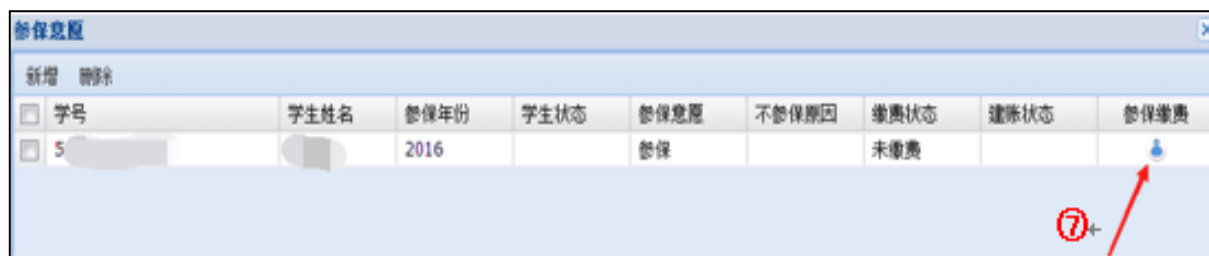 参保意愿
新增 删除
学号 学生姓名 参保年份 学生状态 参保意愿 不参保原因 缴费状态 建账状态 参保缴费
5 2016 参保 未缴费
⑦←